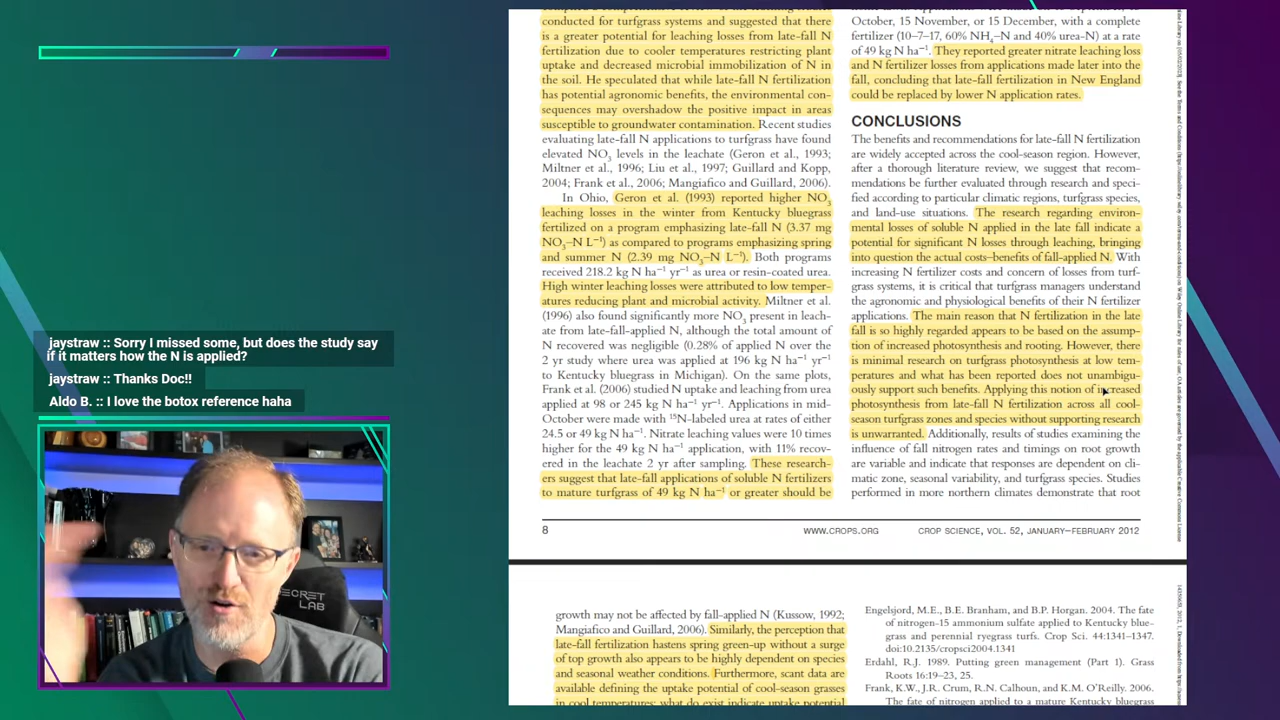 conducted for turfgrass systems and suggested that there
is a greater potential for leaching losses from late-fall N
fertilization due to cooler temperatures restricting plant
uptake and decreased microbial immobilization of N in
the soil. He speculated that while late-fall N fertilization
has potential agronomic benefits, the environmental con-
sequences may overshadow the positive impact in areas
susceptible to groundwater contamination. Recent studies
evaluating late-fall N applications to turfgrass have found
elevated NO3 levels in the leachate (Geron et al., 1993;
Miltner et al., 1996; Liu et al., 1997; Guillard and Kopp,
2004; Frank et al., 2006; Mangiafico and Guillard, 2006).
In Ohio, Geron et al. (1993) reported higher NO3
leaching losses in the winter from Kentucky bluegrass
fertilized on a program emphasizing late-fall N (3.37 mg
NO3–N L−1) as compared to programs emphasizing spring
and summer N (2.39 mg NO3–N L−1). Both programs
received 218.2 kg N ha−1 yr−1 as urea or resin-coated urea.
High winter leaching losses were attributed to low temper-
atures reducing plant and microbial activity. Miltner et al.
(1996) also found significantly more NO3 present in leach-
ate from late-fall-applied N, although the total amount of
N recovered was negligible (0.28% of applied N over the
2 yr study where urea was applied at 196 kg N ha−1 yr−1
to Kentucky bluegrass in Michigan). On the same plots,
Frank et al. (2006) studied N uptake and leaching from urea
applied at 98 or 245 kg N ha−1 yr−1. Applications in mid-
October were made with 15N-labeled urea at rates of either
24.5 or 49 kg N ha−1. Nitrate leaching values were 10 times
higher for the 49 kg N ha−1 application, with 11% recov-
ered in the leachate 2 yr after sampling. These research-
ers suggest that late-fall applications of soluble N fertilizers
to mature turfgrass of 49 kg N ha−1 or greater should be
October, 15 November, or 15 December, with a complete
fertilizer (10–7–17, 60% NH4–N and 40% urea-N) at a rate
of 49 kg N ha−1. They reported greater nitrate leaching loss
and N fertilizer losses from applications made later into the
fall, concluding that late-fall fertilization in New England
could be replaced by lower N application rates.
CONCLUSIONS
The benefits and recommendations for late-fall N fertilization
are widely accepted across the cool-season region. However,
after a thorough literature review, we suggest that recom-
mendations be further evaluated through research and speci-
fied according to particular climatic regions, turfgrass species,
and land-use situations. The research regarding environ-
mental losses of soluble N applied in the late fall indicate a
potential for significant N losses through leaching, bringing
into question the actual costs–benefits of fall-applied N. With
increasing N fertilizer costs and concern of losses from turf-
grass systems, it is critical that turfgrass managers understand
the agronomic and physiological benefits of their N fertilizer
applications. The main reason that N fertilization in the late
fall is so highly regarded appears to be based on the assump-
tion of increased photosynthesis and rooting. However, there
is minimal research on turfgrass photosynthesis at low tem-
peratures and what has been reported does not unambigu-
ously support such benefits. Applying this notion of increased
photosynthesis from late-fall N fertilization across all cool-
season turfgrass zones and species without supporting research
is unwarranted. Additionally, results of studies examining the
influence of fall nitrogen rates and timings on root growth
are variable and indicate that responses are dependent on cli-
matic zone, seasonal variability, and turfgrass species. Studies
performed in more northern climates demonstrate that root
8 WWW.CROPS.ORG CROP SCIENCE, VOL. 52, JANUARY–FEBRUARY 2012
growth may not be affected by fall-applied N (Kussow, 1992;
Mangiafico and Guillard, 2006). Similarly, the perception that
late-fall fertilization hastens spring green-up without a surge
of top growth also appears to be highly dependent on species
and seasonal weather conditions. Furthermore, scant data are
available defining the uptake potential of cool-season grasses
in cool temperatures; what do exist indicate uptake potential
Engelsjord, M.E., B.E. Branham, and B.P. Horgan. 2004. The fate
of nitrogen-15 ammonium sulfate applied to Kentucky blue-
grass and perennial ryegrass turfs. Crop Sci. 44:1341–1347.
doi:10.2135/cropsci2004.1341
Erdahl, R.J. 1989. Putting green management (Part 1). Grass
Roots 16:19–23, 25.
Frank, K.W., J.R. Crum, R.N. Calhoun, and K.M. O'Reilly. 2006.
The fate of nitrogen applied to a mature Kentucky bluegrass
jaystraw :: Sorry I missed some, but does the study say
if it matters how the N is applied?
jaystraw :: Thanks Doc!!
Aldo B. :: I love the botox reference haha
SECRET
LAB